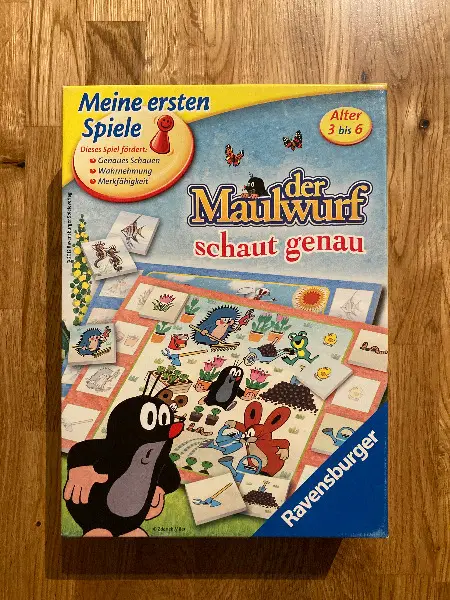 Meine ersten
Spiele
Dieses Spiel fördert:
Genaues Schauen
Wahrnehmung
Merkfähigkeit
Alter
3 bis 6
der
Maulwurf
schaut genau
Ravensburger